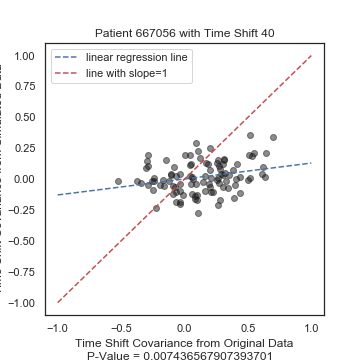 Patient 667056 with Time Shift 40
linear regression line
line with slope=1
1.00
0.75
0.50
0.25
0.00
−0.25
−0.50
−0.75
−1.00
−1.0
−0.5
0.0
0.5
1.0
Time Shift Covariance from Original Data
P-Value = 0.007436567907393701